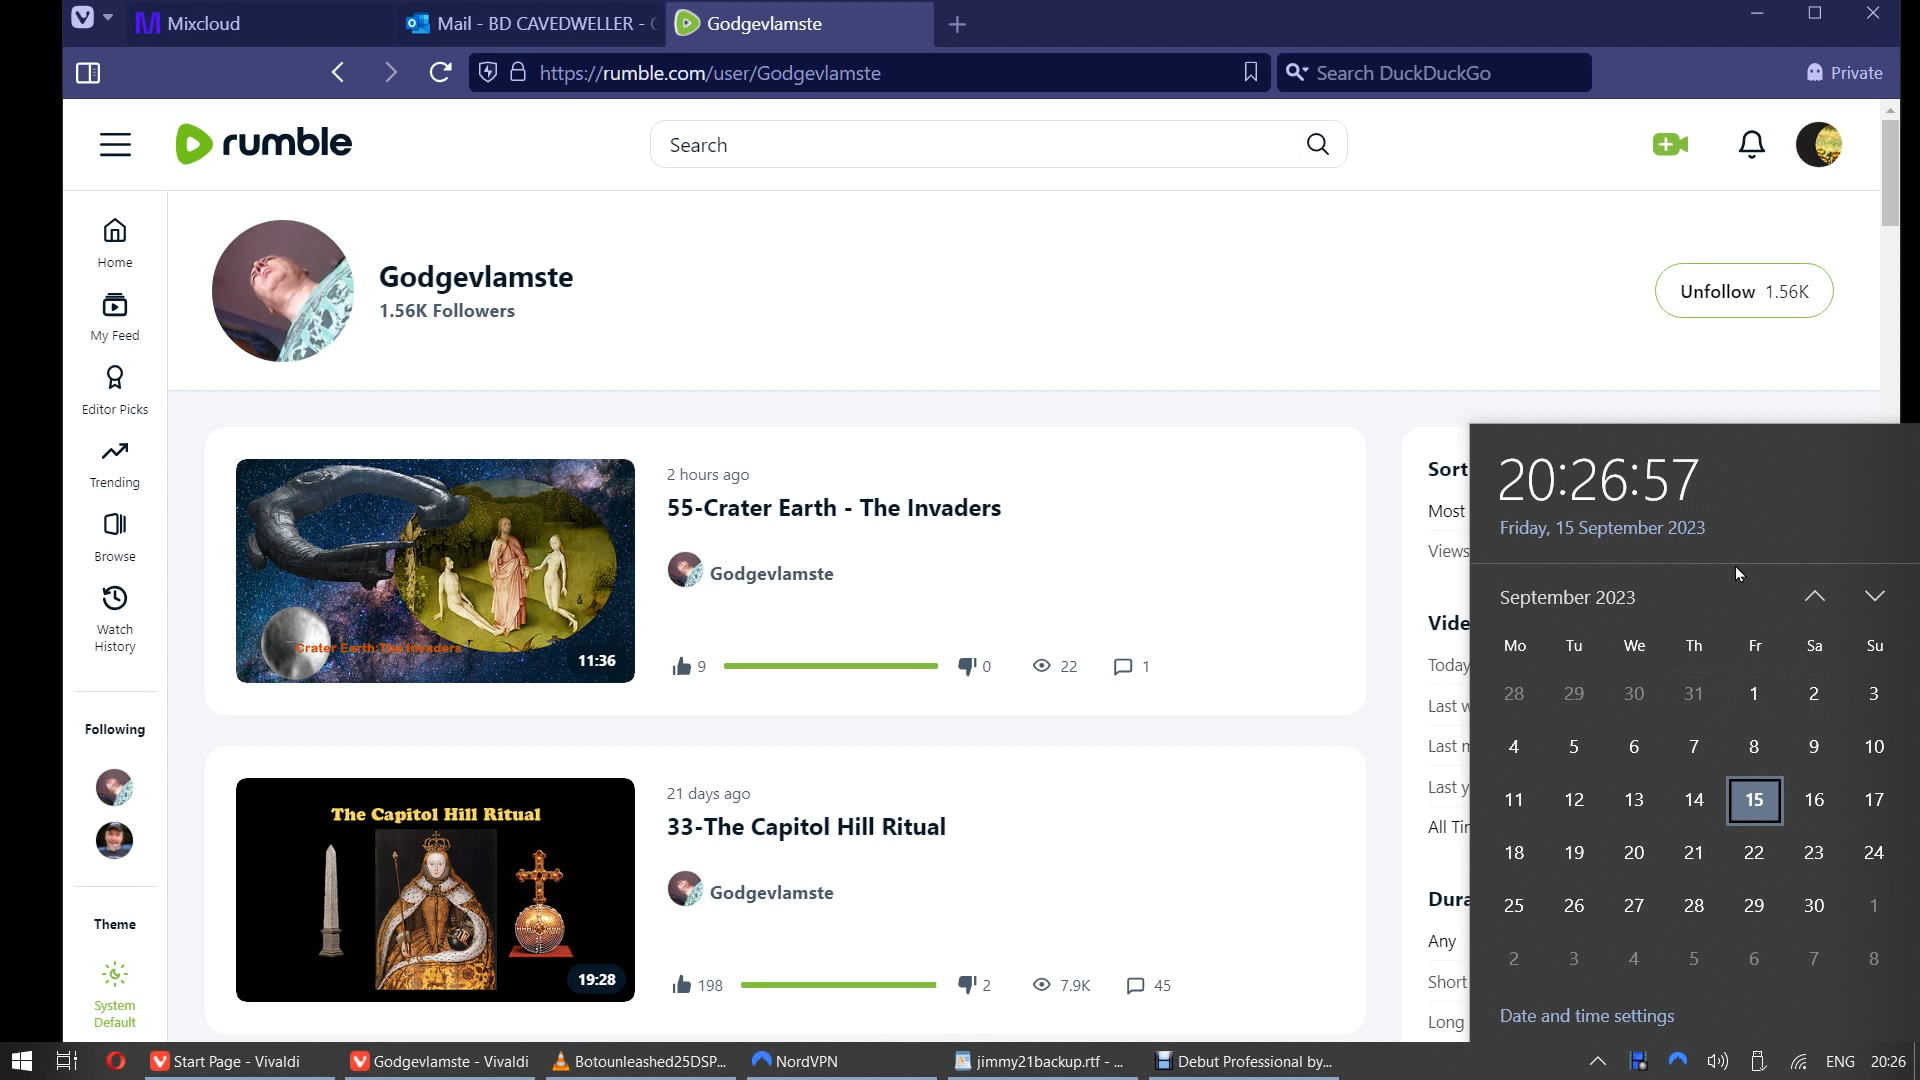 Mixcloud
Mail - BD CAVEDWELLER -
Godgevlamste
https://rumble.com/user/Godgevlamste
Search DuckDuckGo
Private
rumble
Search
Home
My Feed
Editor Picks
Trending
Browse
Watch
History
Following
Theme
System
Default
Godgevlamste
1.56K Followers
Unfollow 1.56K
2 hours ago
55-Crater Earth - The Invaders
Godgevlamste
Crater Earth The Invaders
11:36
9
0
22
1
21 days ago
33-The Capitol Hill Ritual
Godgevlamste
The Capitol Hill Ritual
19:28
198
2
7.9K
45
Sort
Most
Views
Today
Last
Last
Last
All
Any
Short
Long
20:26:57
Friday, 15 September 2023
September 2023
Mo Tu We Th Fr Sa Su
28 29 30 31 1 2 3
4 5 6 7 8 9 10
11 12 13 14 15 16 17
18 19 20 21 22 23 24
25 26 27 28 29 30 1
2 3 4 5 6 7 8
Date and time settings
Start Page - Vivaldi
Godgevlamste - Vivaldi
Botounleashed25DSP...
NordVPN
jimmy21backup.rtf - ...
Debut Professional by...
ENG
20:26